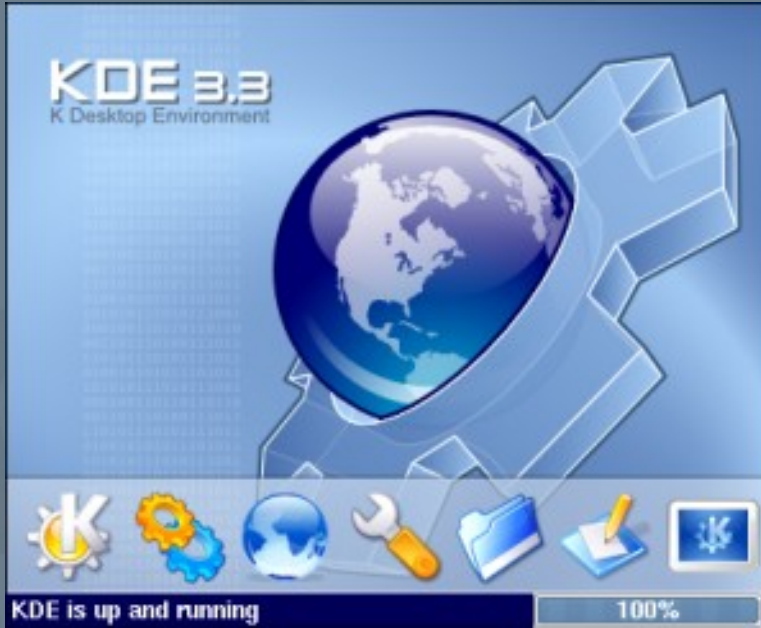 KDE 3.3
K Desktop Environment
KDE is up and running
100%